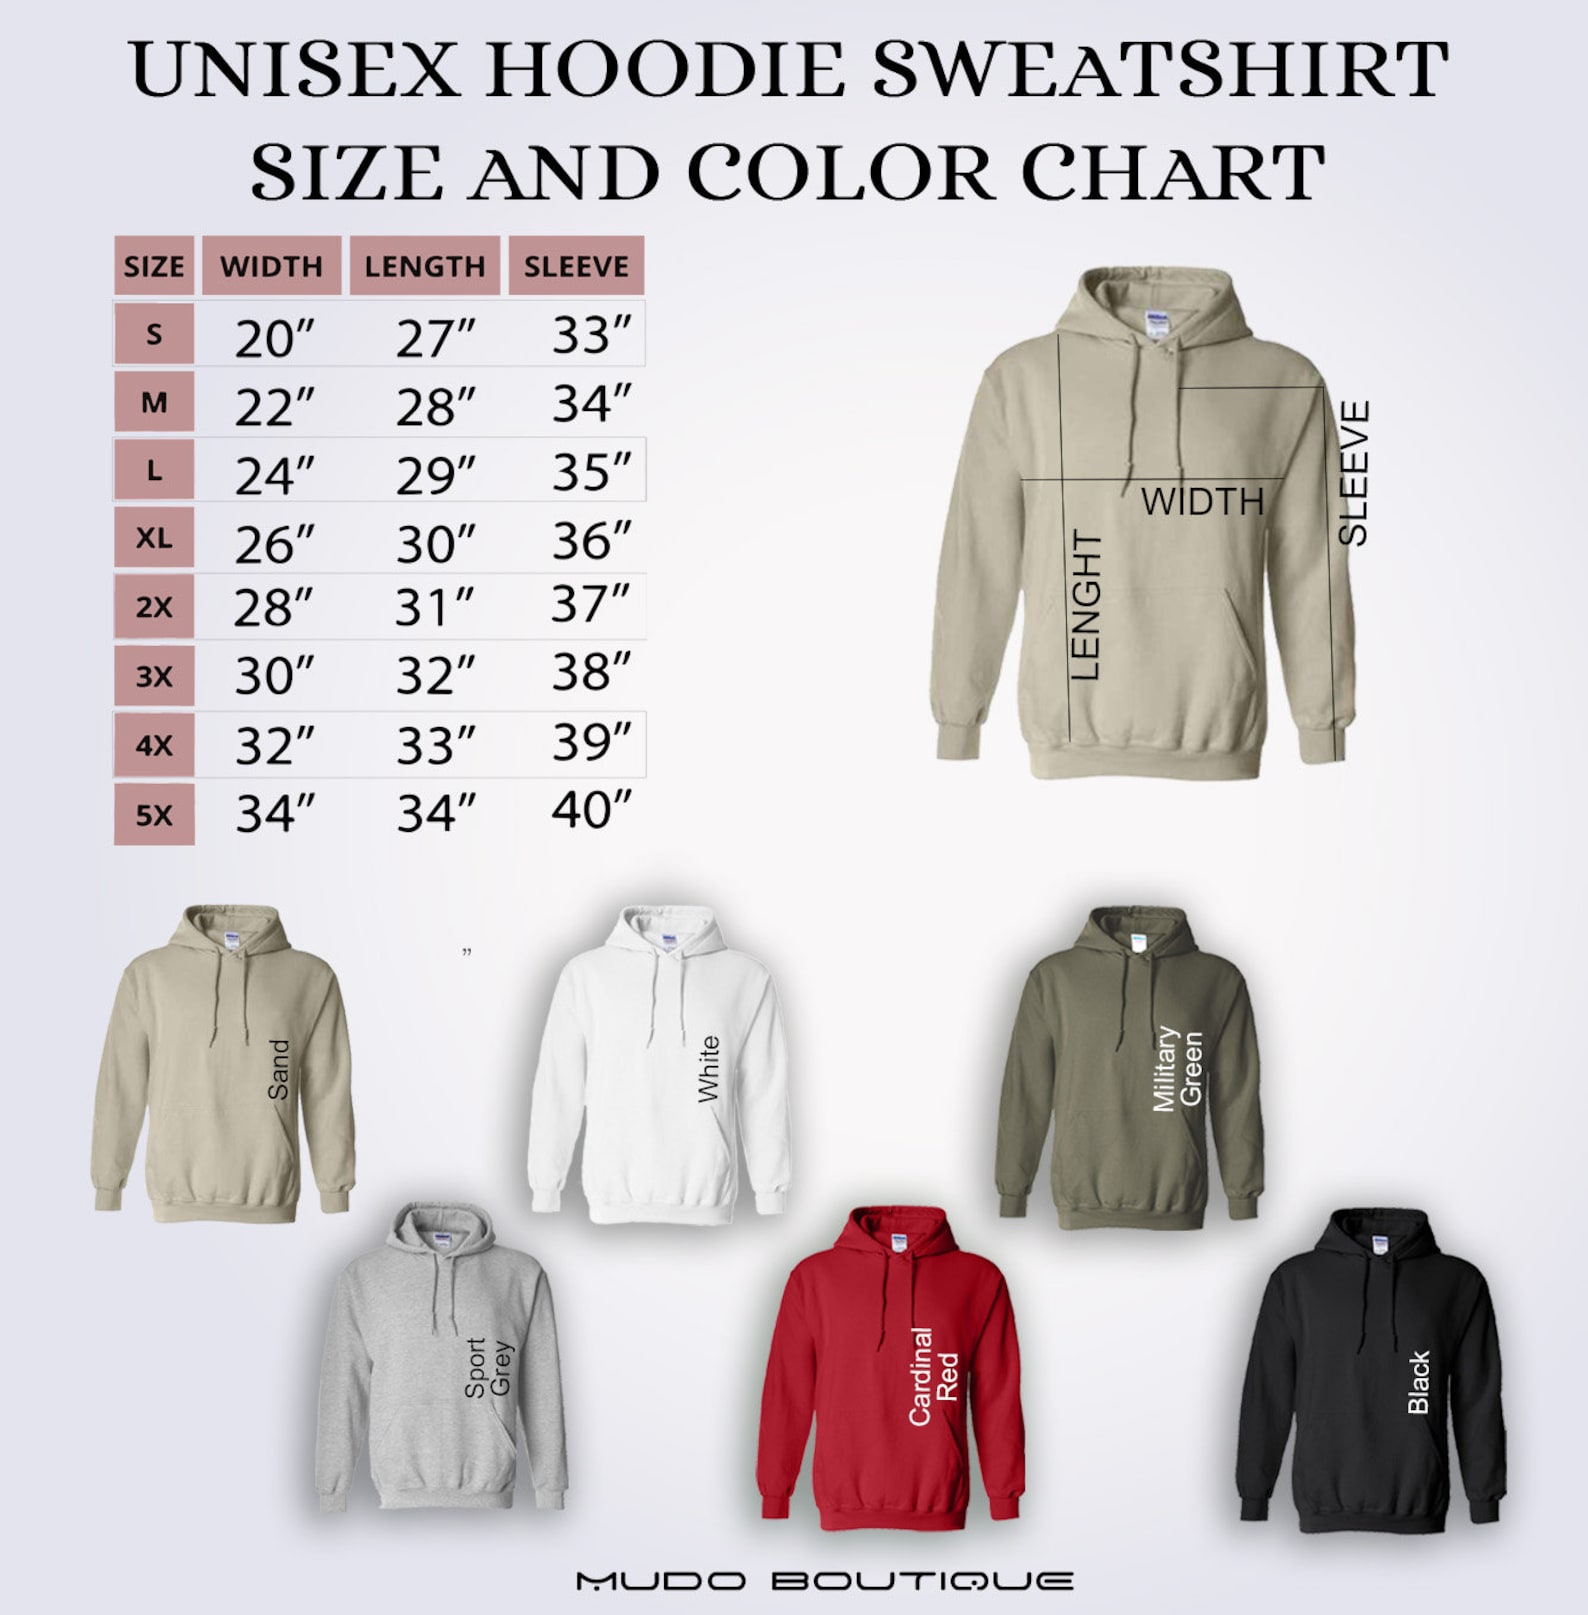 UNISEX HOODIE SWEATSHIRT
SIZE AND COLOR CHART
SIZE WIDTH LENGTH SLEEVE
S 20” 27” 33”
M 22” 28” 34”
L 24” 29” 35”
XL 26” 30” 36”
2X 28” 31” 37”
3X 30” 32” 38”
4X 32” 33” 39”
5X 34” 34” 40”
WIDTH
LENGHT
SLEEVE
”
Sand
White
Military
Green
Sport
Grey
Cardinal
Red
Black
MUDO BOUTIQUE